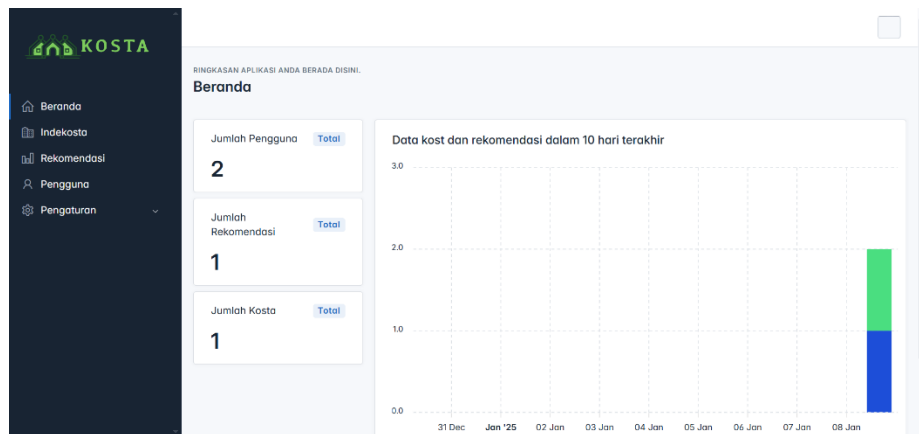 KOSTA
Beranda
Indekosta
Rekomendasi
Pengguna
Pengaturan
RINGKASAN APLIKASI ANDA BERADA DISINI.
Beranda
Jumlah Pengguna Total
2
Jumlah
Rekomendasi Total
1
Jumlah Kosta Total
1
Data kost dan rekomendasi dalam 10 hari terakhir
3.0
2.0
1.0
0.0
31 Dec Jan '25 02 Jan 03 Jan 04 Jan 05 Jan 06 Jan 07 Jan 08 Jan